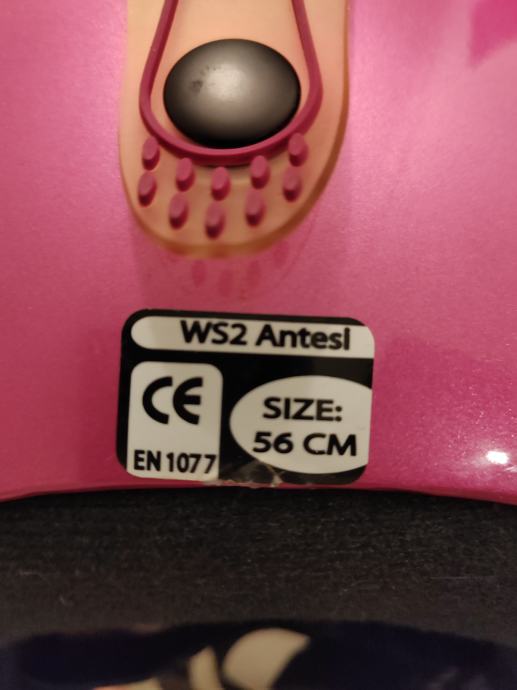 WS2 Antesi
CE
EN 1077
SIZE:
56 CM